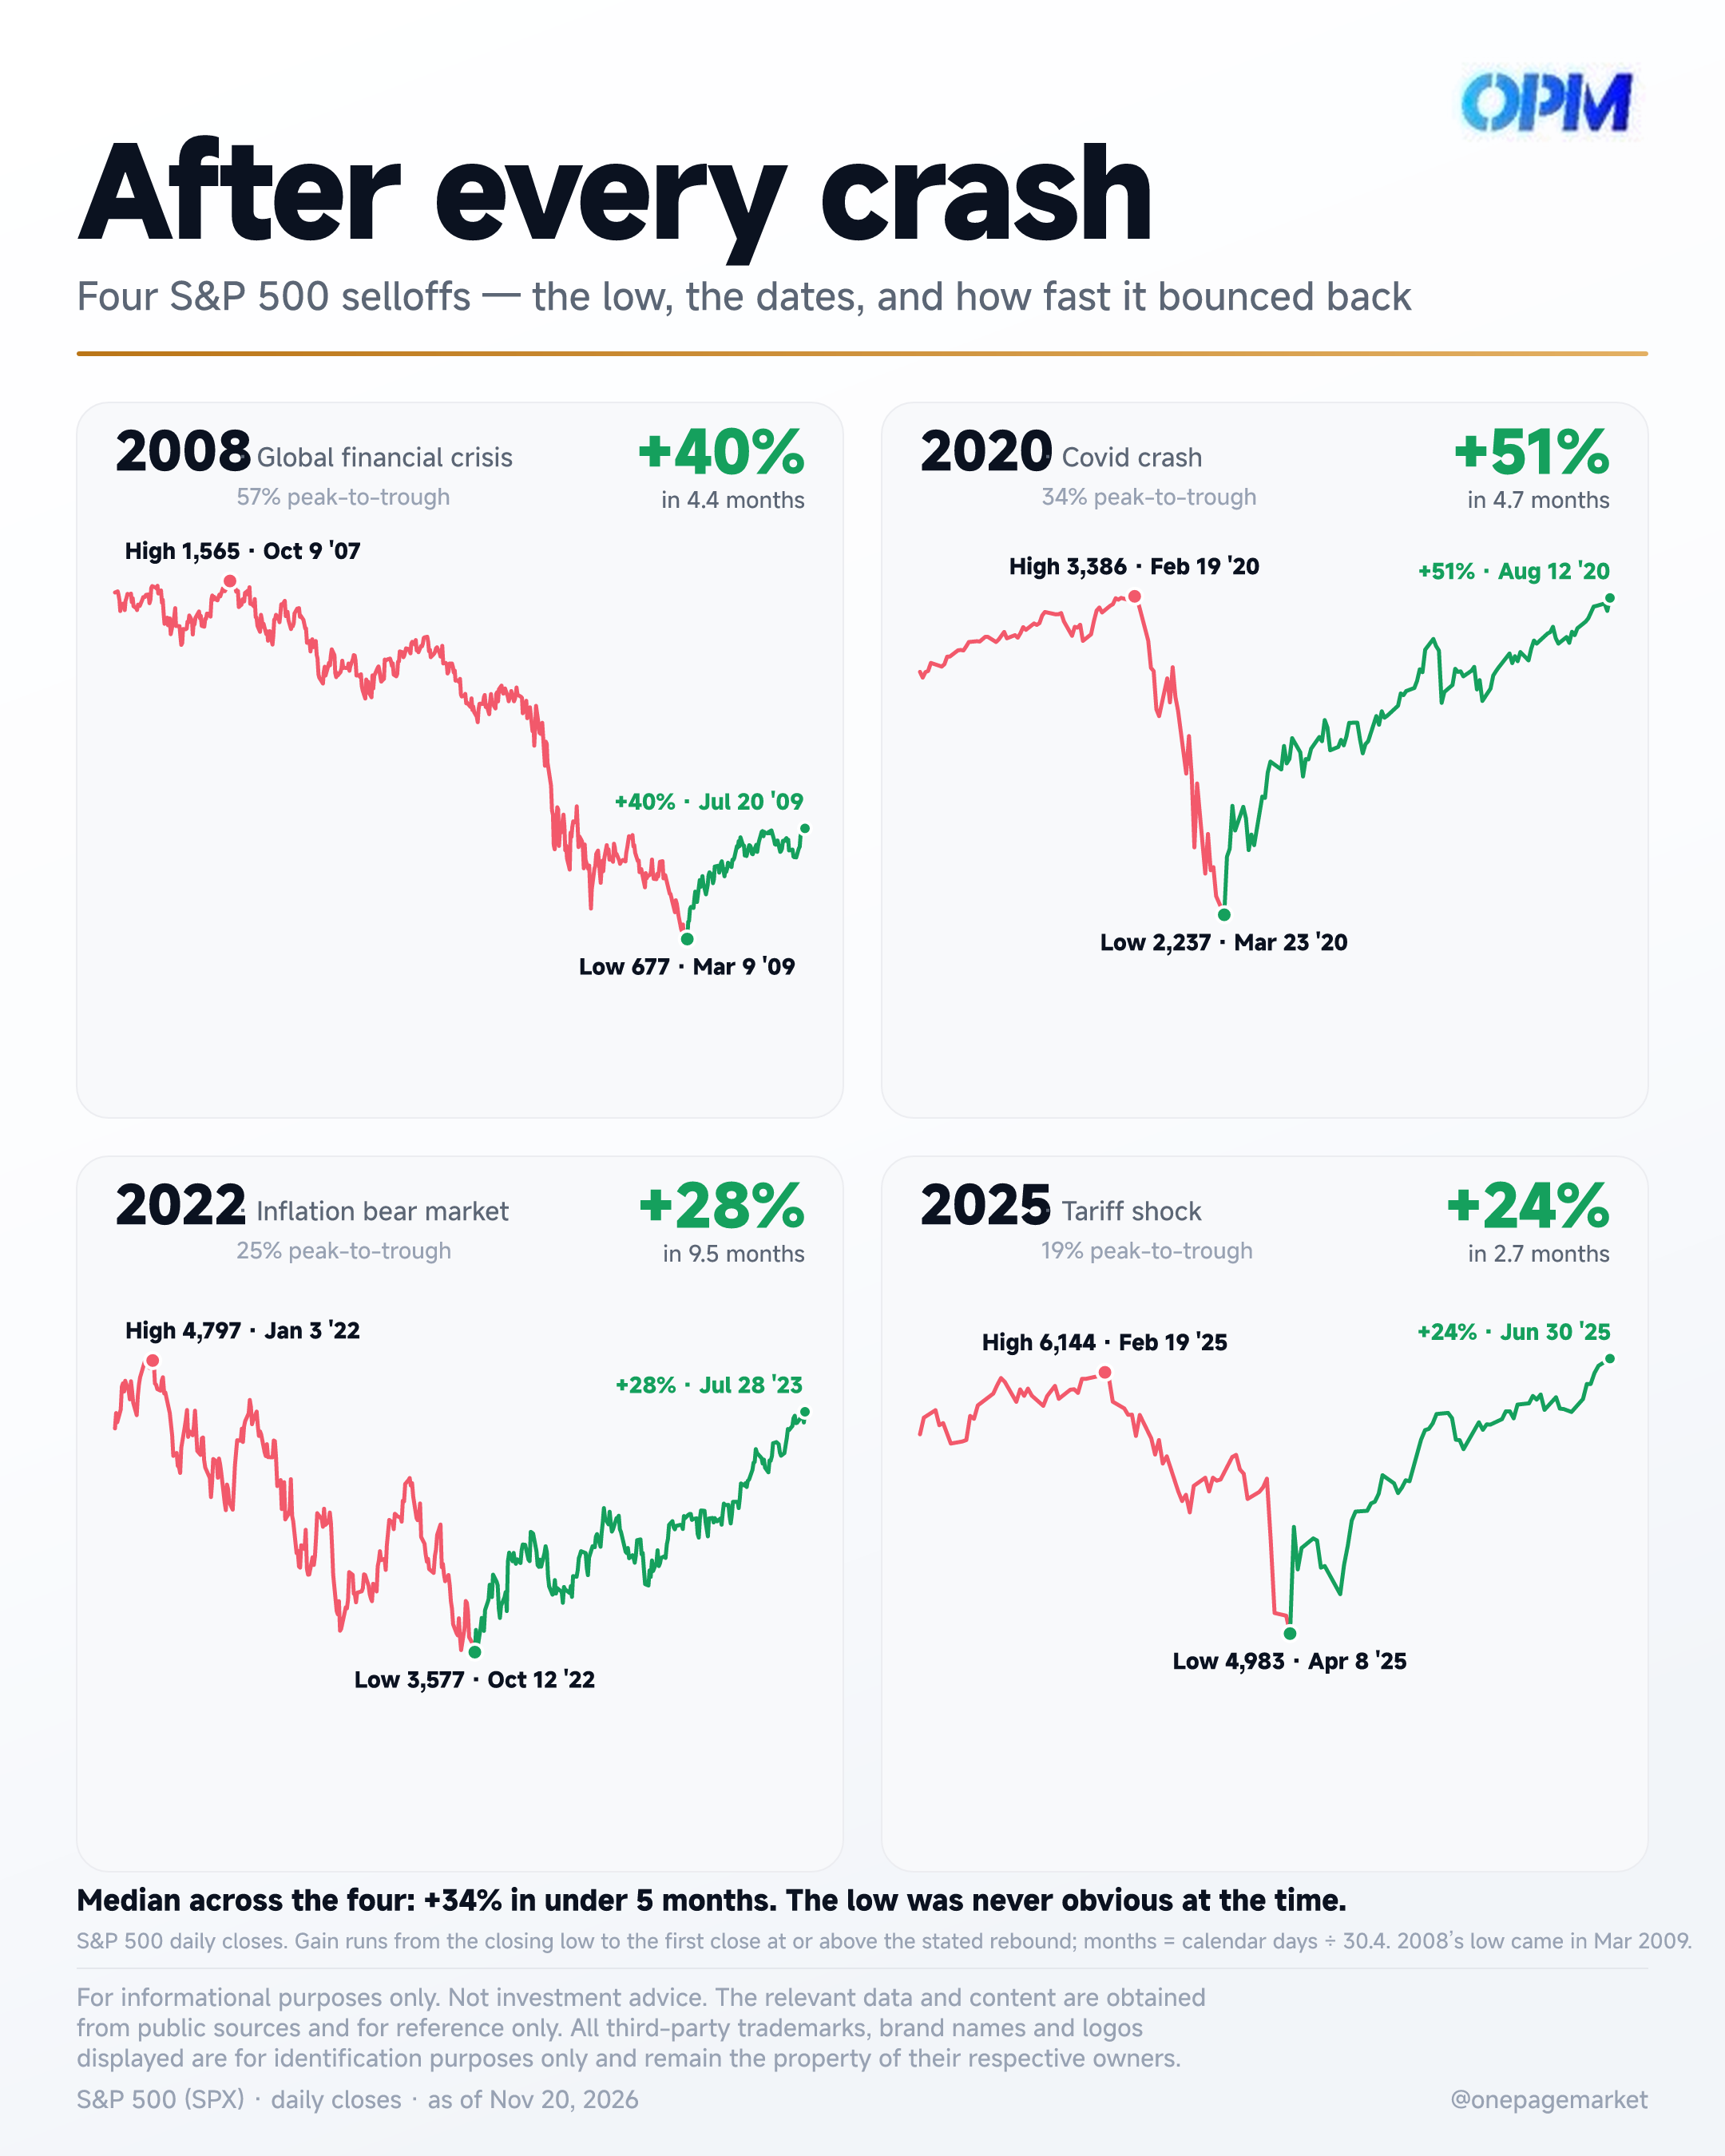 OPM
After every crash
Four S&P 500 selloffs — the low, the dates, and how fast it bounced back
2008 · Global financial crisis
57% peak-to-trough
+40%
in 4.4 months
High 1,565 · Oct 9 '07
+40% · Jul 20 '09
Low 677 · Mar 9 '09
2020 · Covid crash
34% peak-to-trough
+51%
in 4.7 months
High 3,386 · Feb 19 '20
+51% · Aug 12 '20
Low 2,237 · Mar 23 '20
2022 · Inflation bear market
25% peak-to-trough
+28%
in 9.5 months
High 4,797 · Jan 3 '22
+28% · Jul 28 '23
Low 3,577 · Oct 12 '22
2025 · Tariff shock
19% peak-to-trough
+24%
in 2.7 months
High 6,144 · Feb 19 '25
+24% · Jun 30 '25
Low 4,983 · Apr 8 '25
Median across the four: +34% in under 5 months. The low was never obvious at the time.
S&P 500 daily closes. Gain runs from the closing low to the first close at or above the stated rebound; months = calendar days ÷ 30.4. 2008’s low came in Mar 2009.
For informational purposes only. Not investment advice. The relevant data and content are obtained
from public sources and for reference only. All third-party trademarks, brand names and logos
displayed are for identification purposes only and remain the property of their respective owners.
S&P 500 (SPX) · daily closes · as of Nov 20, 2026
@onepagemarket